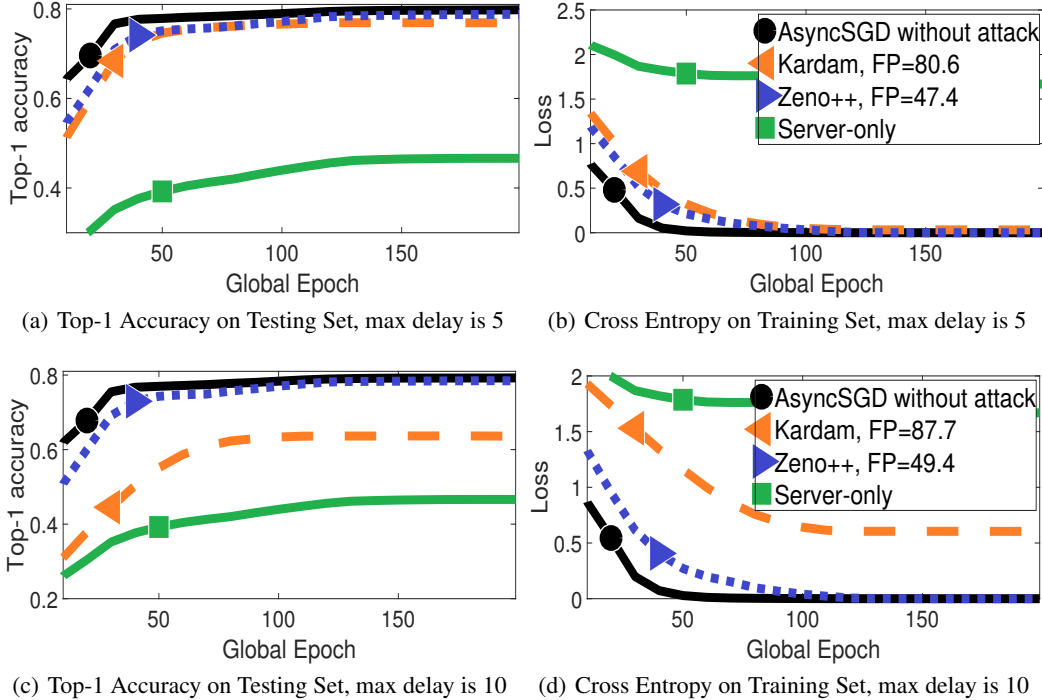 0.8
0.6
0.4
Top-1 accuracy
50
100
150
Global Epoch
(a) Top-1 Accuracy on Testing Set, max delay is 5
2.5
2
1.5
1
0.5
0
Loss
AsyncSGD without attack
Kardam, FP=80.6
Zeno++, FP=47.4
Server-only
50
100
150
Global Epoch
(b) Cross Entropy on Training Set, max delay is 5
0.8
0.6
0.4
0.2
Top-1 accuracy
50
100
150
Global Epoch
(c) Top-1 Accuracy on Testing Set, max delay is 10
2
1.5
1
0.5
0
Loss
AsyncSGD without attack
Kardam, FP=87.7
Zeno++, FP=49.4
Server-only
50
100
150
Global Epoch
(d) Cross Entropy on Training Set, max delay is 10